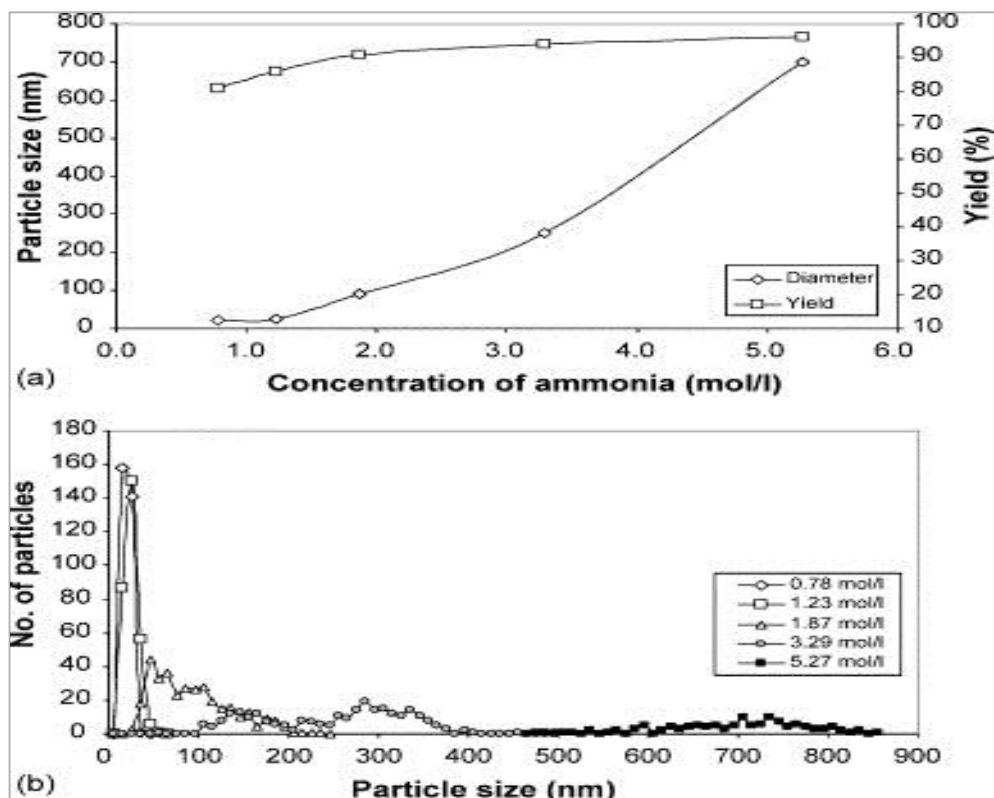 800
700
600
500
400
300
200
100
0
Particle size (nm)
100
90
80
70
60
50
40
30
20
10
Yield (%)
Diameter
Yield
0.0 1.0 2.0 3.0 4.0 5.0 6.0
(a)
Concentration of ammonia (mol/l)
180
160
140
120
100
80
60
40
20
0
No. of particles
0.78 mol/l
1.23 mol/l
1.87 mol/l
3.29 mol/l
5.27 mol/l
0 100 200 300 400 500 600 700 800 900
(b)
Particle size (nm)